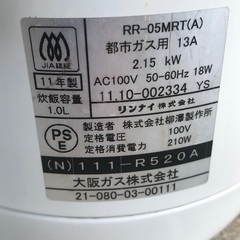 RR-05MRT(A)
都市ガス用 13A
2.15 kW
JIA認証
11年製
AC100V 50-60Hz 18W
11.10-002334 YS
炊飯容量
1.0L
リンナイ株式会社
PSE
製造者 株式会社 柳澤製作所
定格電圧 100V
定格消費電力 210W
(N) 111-R520A
大阪ガス株式会社
21-080-03-00111